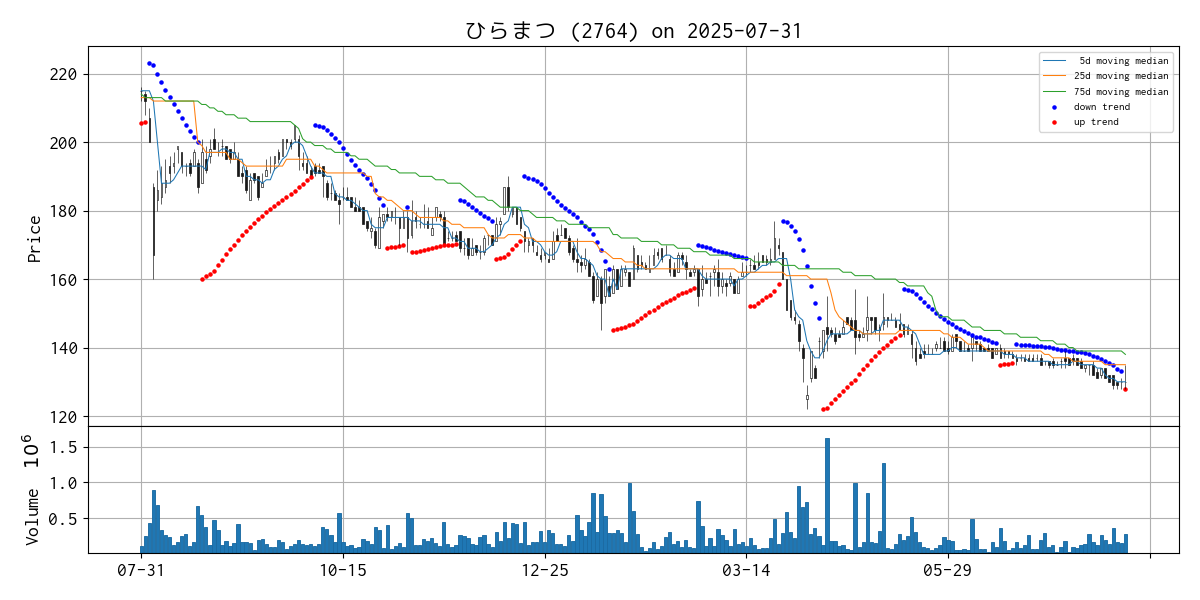 ひらまつ (2764) on 2025-07-31
5d moving median
25d moving median
75d moving median
down trend
up trend
Price
220
200
180
160
140
120
Volume 10^6
1.5
1.0
0.5
07-31 10-15 12-25 03-14 05-29